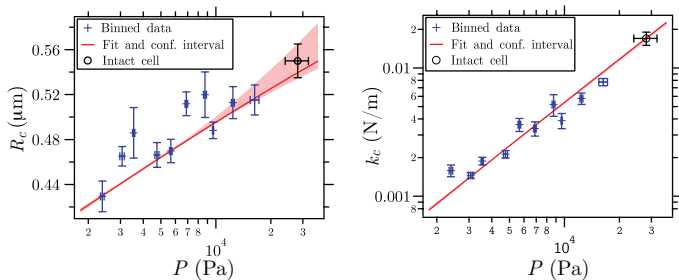 Binned data
Fit and conf. interval
Intact cell
0.56
0.52
0.48
0.44
R_c (μm)
2 3 4 5 6 7 8 2 3
10^4
P (Pa)
Binned data
Fit and conf. interval
Intact cell
2
0.01
8
6
4
2
0.001
8
k_c (N/m)
2 3 4 5 6 7 8 2 3
10^4
P (Pa)